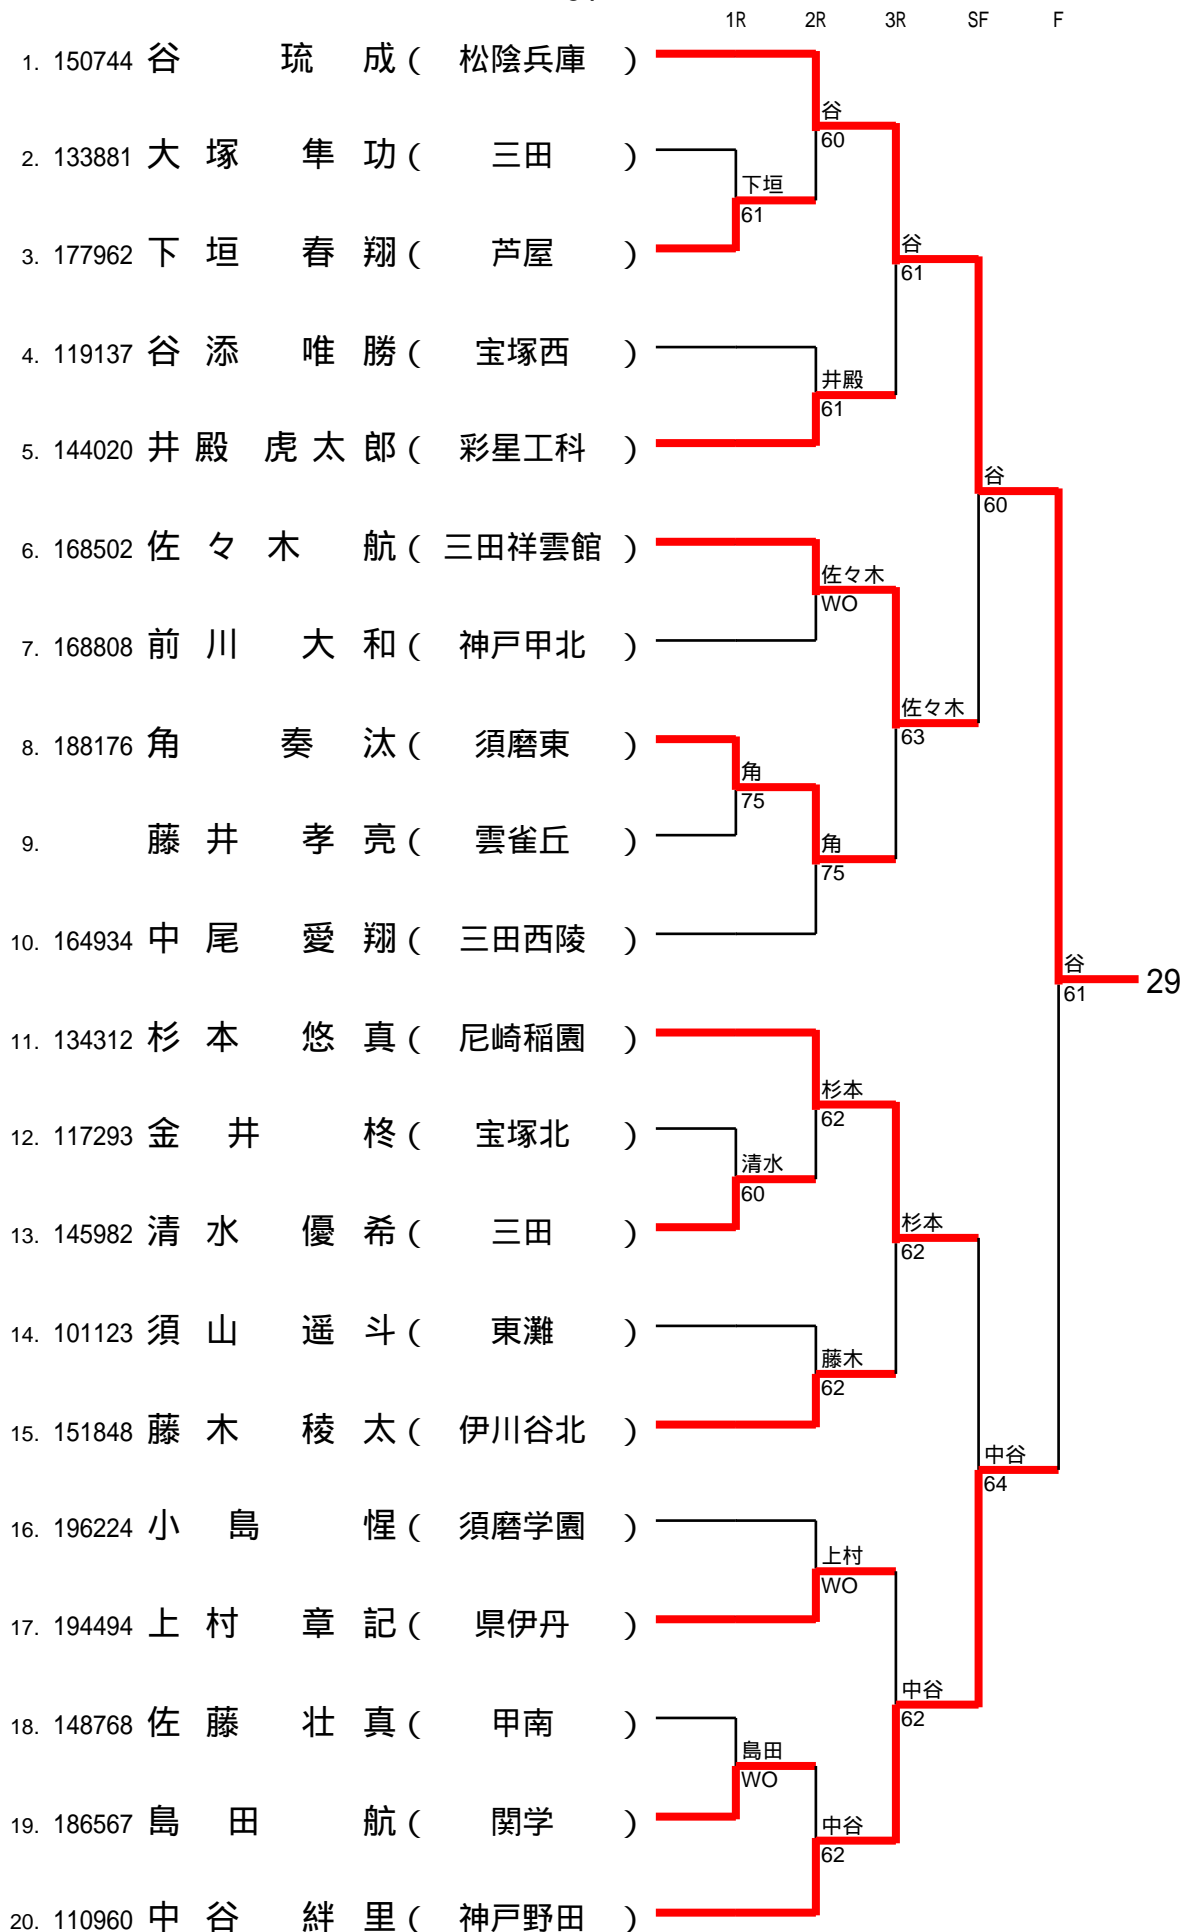 1R 2R 3R SF F
1. 150744 谷 琉 成 ( 松陰兵庫 )
谷
60
2. 133881 大 塚 隼 功 ( 三田 )
下垣
61
3. 177962 下 垣 春 翔 ( 芦屋 )
谷
61
4. 119137 谷 添 唯 勝 ( 宝塚西 )
井殿
61
5. 144020 井 殿 虎 太 郎 ( 彩星工科 )
谷
60
6. 168502 佐 々 木 航 ( 三田祥雲館 )
佐々木
WO
7. 168808 前 川 大 和 ( 神戸甲北 )
佐々木
63
8. 188176 角 奏 汰 ( 須磨東 )
角
75
9. 藤 井 孝 亮 ( 雲雀丘 )
角
75
10. 164934 中 尾 愛 翔 ( 三田西陵 )
谷
61
29
11. 134312 杉 本 悠 真 ( 尼崎稲園 )
杉本
62
12. 117293 金 井 柊 ( 宝塚北 )
清水
60
13. 145982 清 水 優 希 ( 三田 )
杉本
62
14. 101123 須 山 遥 斗 ( 東灘 )
藤木
62
15. 151848 藤 木 稜 太 ( 伊川谷北 )
中谷
64
16. 196224 小 島 惺 ( 須磨学園 )
上村
WO
17. 194494 上 村 章 記 ( 県伊丹 )
中谷
62
18. 148768 佐 藤 壮 真 ( 甲南 )
島田
WO
19. 186567 島 田 航 ( 関学 )
中谷
62
20. 110960 中 谷 絆 里 ( 神戸野田 )